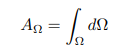 A_Ω = ∫_Ω dΩ